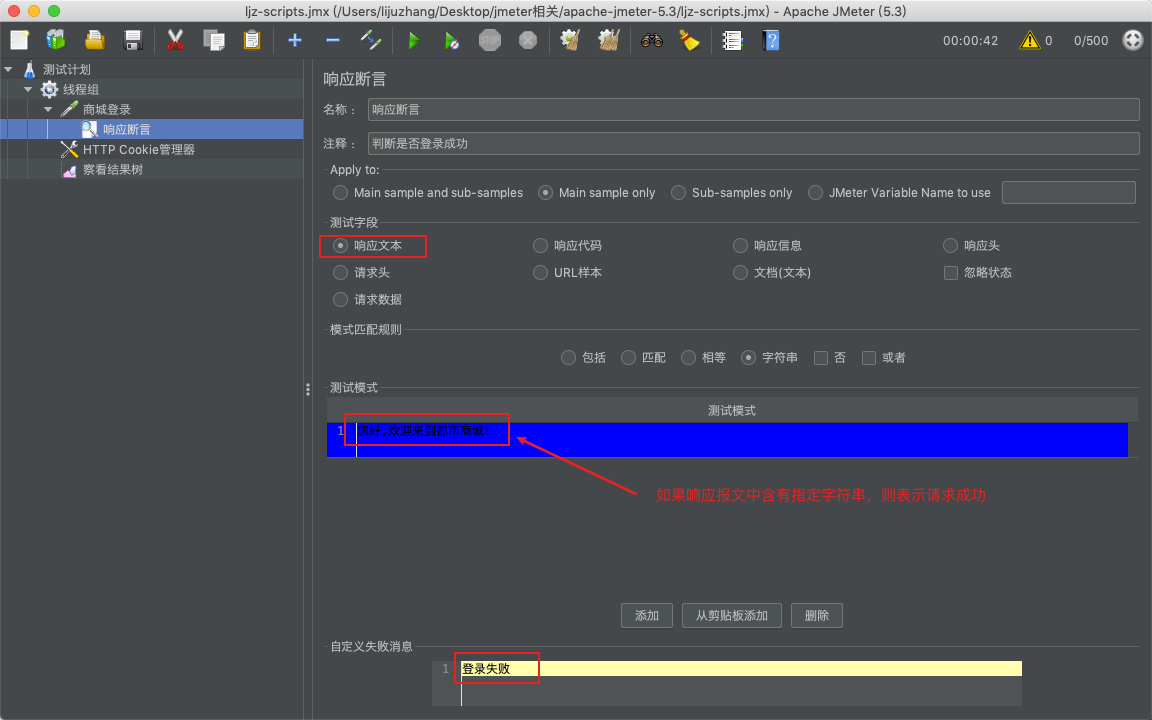 ljz-scripts.jmx (/Users/lijuzhang/Desktop/jmeter相关/apache-jmeter-5.3/ljz-scripts.jmx) - Apache JMeter (5.3)
STOP
00:00:42 0 0/500
测试计划
线程组
商城登录
响应断言
HTTP Cookie管理器
察看结果树
响应断言
名称： 响应断言
注释： 判断是否登录成功
Apply to:
Main sample and sub-samples Main sample only Sub-samples only JMeter Variable Name to use
测试字段
响应文本 响应代码 响应信息 响应头
请求头 URL样本 文档(文本) 忽略状态
请求数据
模式匹配规则
包括 匹配 相等 字符串 否 或者
测试模式
测试模式
1 好,欢迎来到都市商城!
如果响应报文中含有指定字符串，则表示请求成功
添加 从剪贴板添加 删除
自定义失败消息
1 登录失败